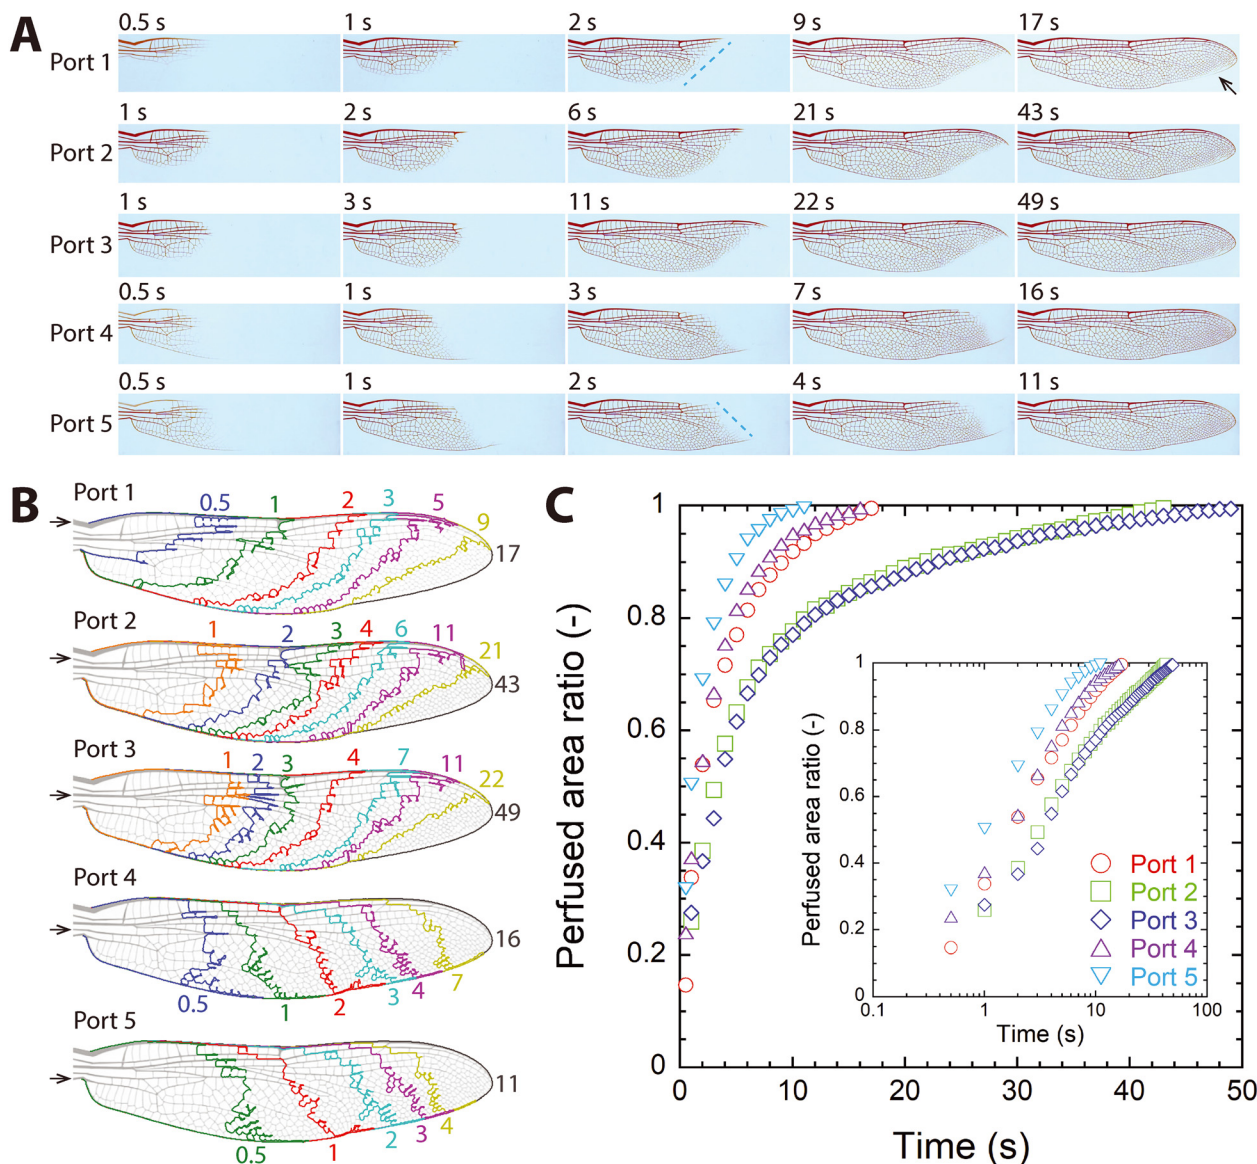 A
0.5 s 1 s 2 s 9 s 17 s
Port 1
1 s 2 s 6 s 21 s 43 s
Port 2
1 s 3 s 11 s 22 s 49 s
Port 3
0.5 s 1 s 3 s 7 s 16 s
Port 4
0.5 s 1 s 2 s 4 s 11 s
Port 5
B
Port 1
0.5 1 2 3 5 9 17
Port 2
1 2 3 4 6 11 21 43
Port 3
1 2 3 4 7 11 22 49
Port 4
0.5 1 2 3 4 7 16
Port 5
0.5 1 2 3 4 11
C
Perfused area ratio (-)
1
0.8
0.6
0.4
0.2
0
0 10 20 30 40 50
Time (s)
Perfused area ratio (-)
1
0.8
0.6
0.4
0.2
0
0.1 1 10 100
Time (s)
Port 1
Port 2
Port 3
Port 4
Port 5